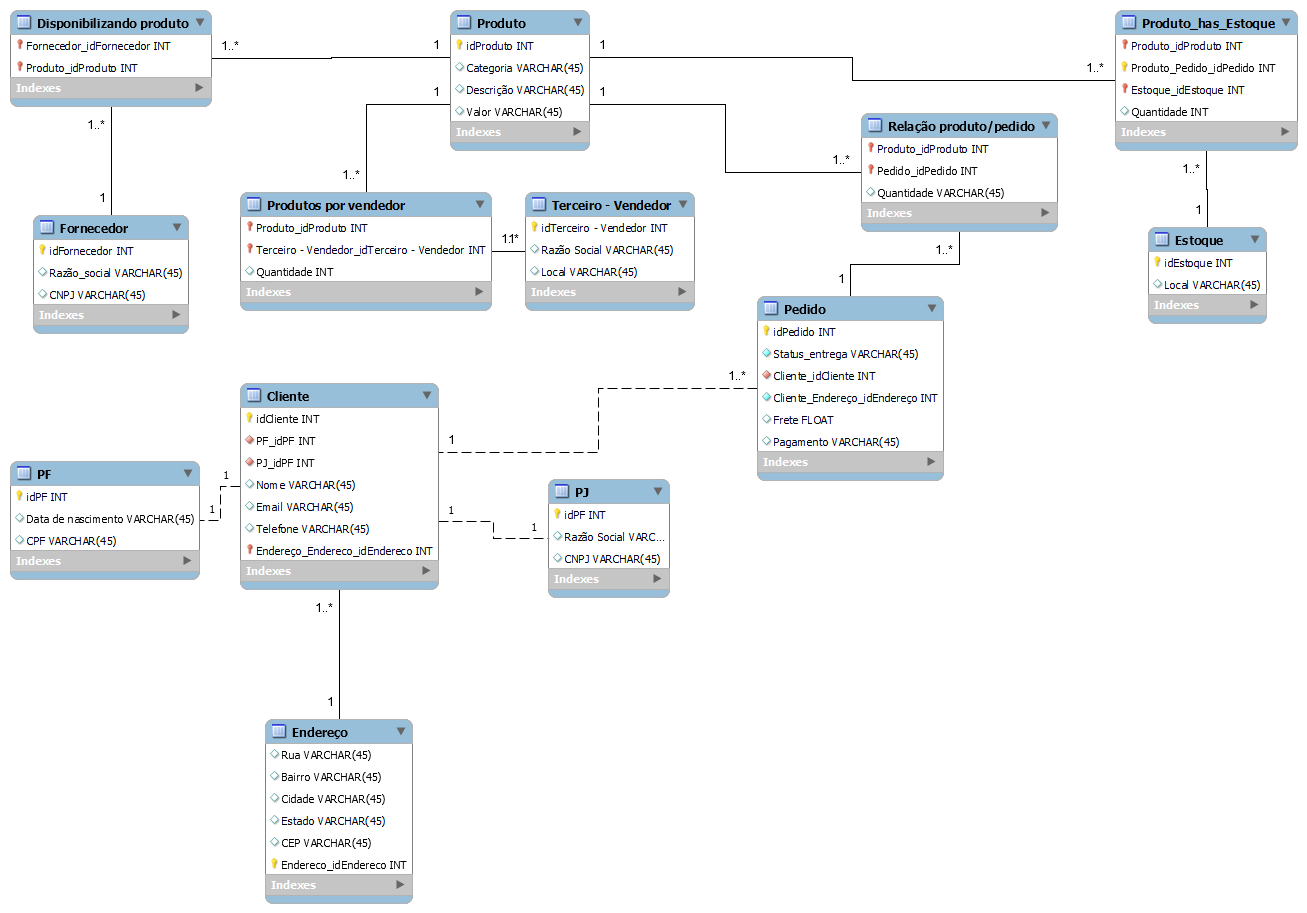 Disponibilizando produto
Fornecedor_idFornecedor INT
Produto_idProduto INT
Indexes
1..*
1
Produto
idProduto INT
Categoria VARCHAR(45)
Descrição VARCHAR(45)
Valor VARCHAR(45)
Indexes
1
1..*
Produto_has_Estoque
Produto_idProduto INT
Produto_Pedido_idPedido INT
Estoque_idEstoque INT
Quantidade INT
Indexes
1
1..*
1
1..*
Relação produto/pedido
Produto_idProduto INT
Pedido_idPedido INT
Quantidade VARCHAR(45)
Indexes
1..*
1
Fornecedor
idFornecedor INT
Razão_social VARCHAR(45)
CNPJ VARCHAR(45)
Indexes
Produtos por vendedor
Produto_idProduto INT
Terceiro - Vendedor_idTerceiro - Vendedor INT
Quantidade INT
Indexes
1..*
1
Terceiro - Vendedor
idTerceiro - Vendedor INT
Razão Social VARCHAR(45)
Local VARCHAR(45)
Indexes
1..*
1
Estoque
idEstoque INT
Local VARCHAR(45)
Indexes
1..*
1
Pedido
idPedido INT
Status_entrega VARCHAR(45)
Cliente_idCliente INT
Cliente_Endereço_idEndereço INT
Frete FLOAT
Pagamento VARCHAR(45)
Indexes
1..*
1
Cliente
idCliente INT
PF_idPF INT
PJ_idPF INT
Nome VARCHAR(45)
Email VARCHAR(45)
Telefone VARCHAR(45)
Endereço_Endereco_idEndereco INT
Indexes
PF
idPF INT
Data de nascimento VARCHAR(45)
CPF VARCHAR(45)
Indexes
1
1
1
1
PJ
idPF INT
Razão Social VARC...
CNPJ VARCHAR(45)
Indexes
1..*
1
Endereço
Rua VARCHAR(45)
Bairro VARCHAR(45)
Cidade VARCHAR(45)
Estado VARCHAR(45)
CEP VARCHAR(45)
Endereco_idEndereco INT
Indexes